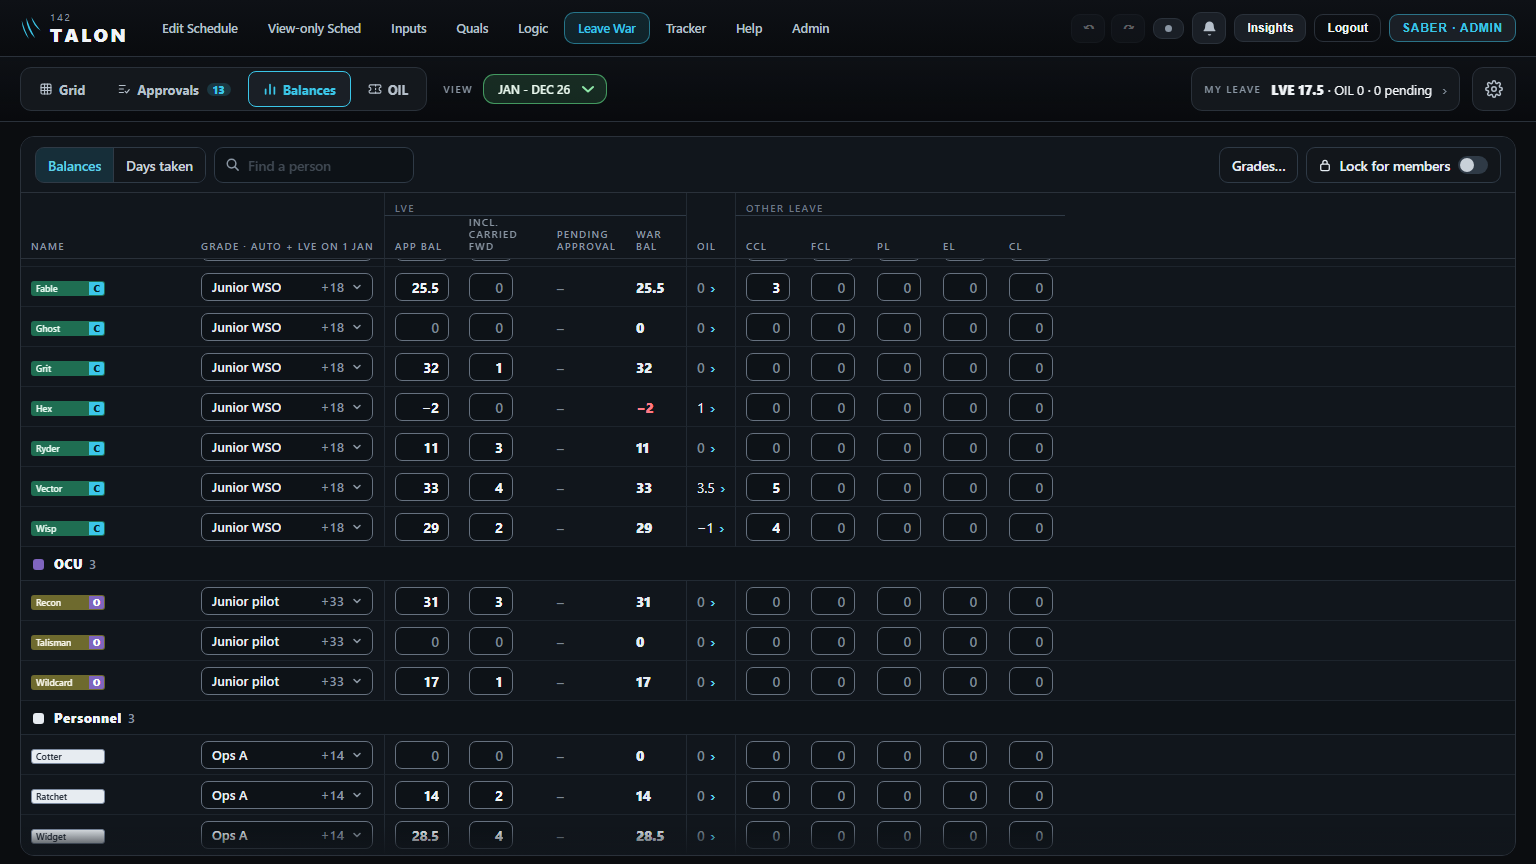 142
TALON
Edit Schedule
View-only Sched
Inputs
Quals
Logic
Leave War
Tracker
Help
Admin
Insights
Logout
SABER · ADMIN
Grid
Approvals 13
Balances
OIL
VIEW
JAN - DEC 26
MY LEAVE LVE 17.5 · OIL 0 · 0 pending ›
Balances
Days taken
Find a person
Grades...
Lock for members
LVE
OTHER LEAVE
NAME
GRADE · AUTO + LVE ON 1 JAN
APP BAL
INCL. CARRIED FWD
PENDING APPROVAL
WAR BAL
OIL
CCL
FCL
PL
EL
CL
Fable C Junior WSO +18 25.5 0 – 25.5 0 › 3 0 0 0 0
Ghost C Junior WSO +18 0 0 – 0 0 › 0 0 0 0 0
Grit C Junior WSO +18 32 1 – 32 0 › 0 0 0 0 0
Hex C Junior WSO +18 −2 0 – −2 1 › 0 0 0 0 0
Ryder C Junior WSO +18 11 3 – 11 0 › 0 0 0 0 0
Vector C Junior WSO +18 33 4 – 33 3.5 › 5 0 0 0 0
Wisp C Junior WSO +18 29 2 – 29 −1 › 4 0 0 0 0
OCU 3
Recon O Junior pilot +33 31 3 – 31 0 › 0 0 0 0 0
Talisman O Junior pilot +33 0 0 – 0 0 › 0 0 0 0 0
Wildcard O Junior pilot +33 17 1 – 17 0 › 0 0 0 0 0
Personnel 3
Cotter Ops A +14 0 0 – 0 0 › 0 0 0 0 0
Ratchet Ops A +14 14 2 – 14 0 › 0 0 0 0 0
Widget Ops A +14 28.5 4 – 28.5 0 › 0 0 0 0 0